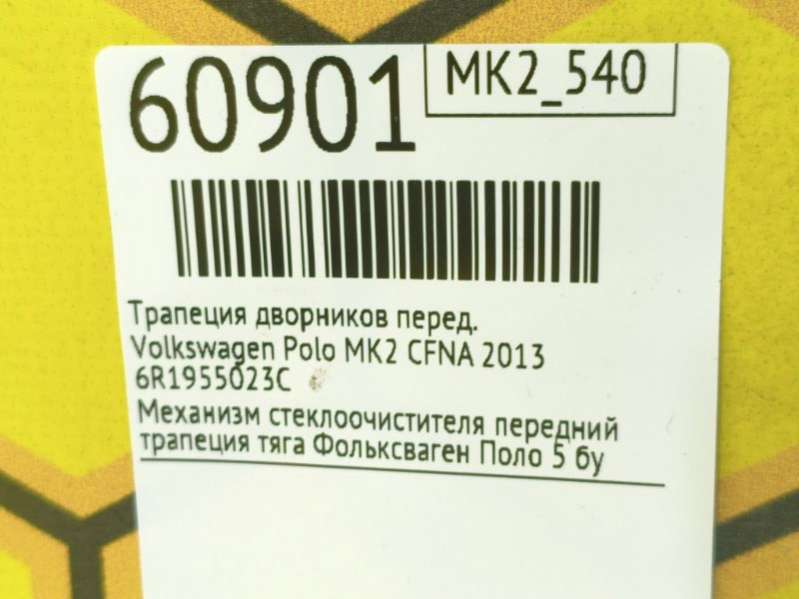 60901
MK2_540
Трапеция дворников перед.
Volkswagen Polo MK2 CFNA 2013
6R1955023C
Механизм стеклоочистителя передний
трапеция тяга Фольксваген Поло 5 бу